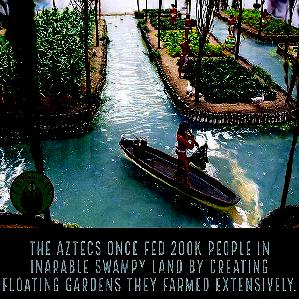 THE AZTECS ONCE FED 200K PEOPLE IN
INARABLE SWAMPY LAND BY CREATING
FLOATING GARDENS THEY FARMED EXTENSIVELY.